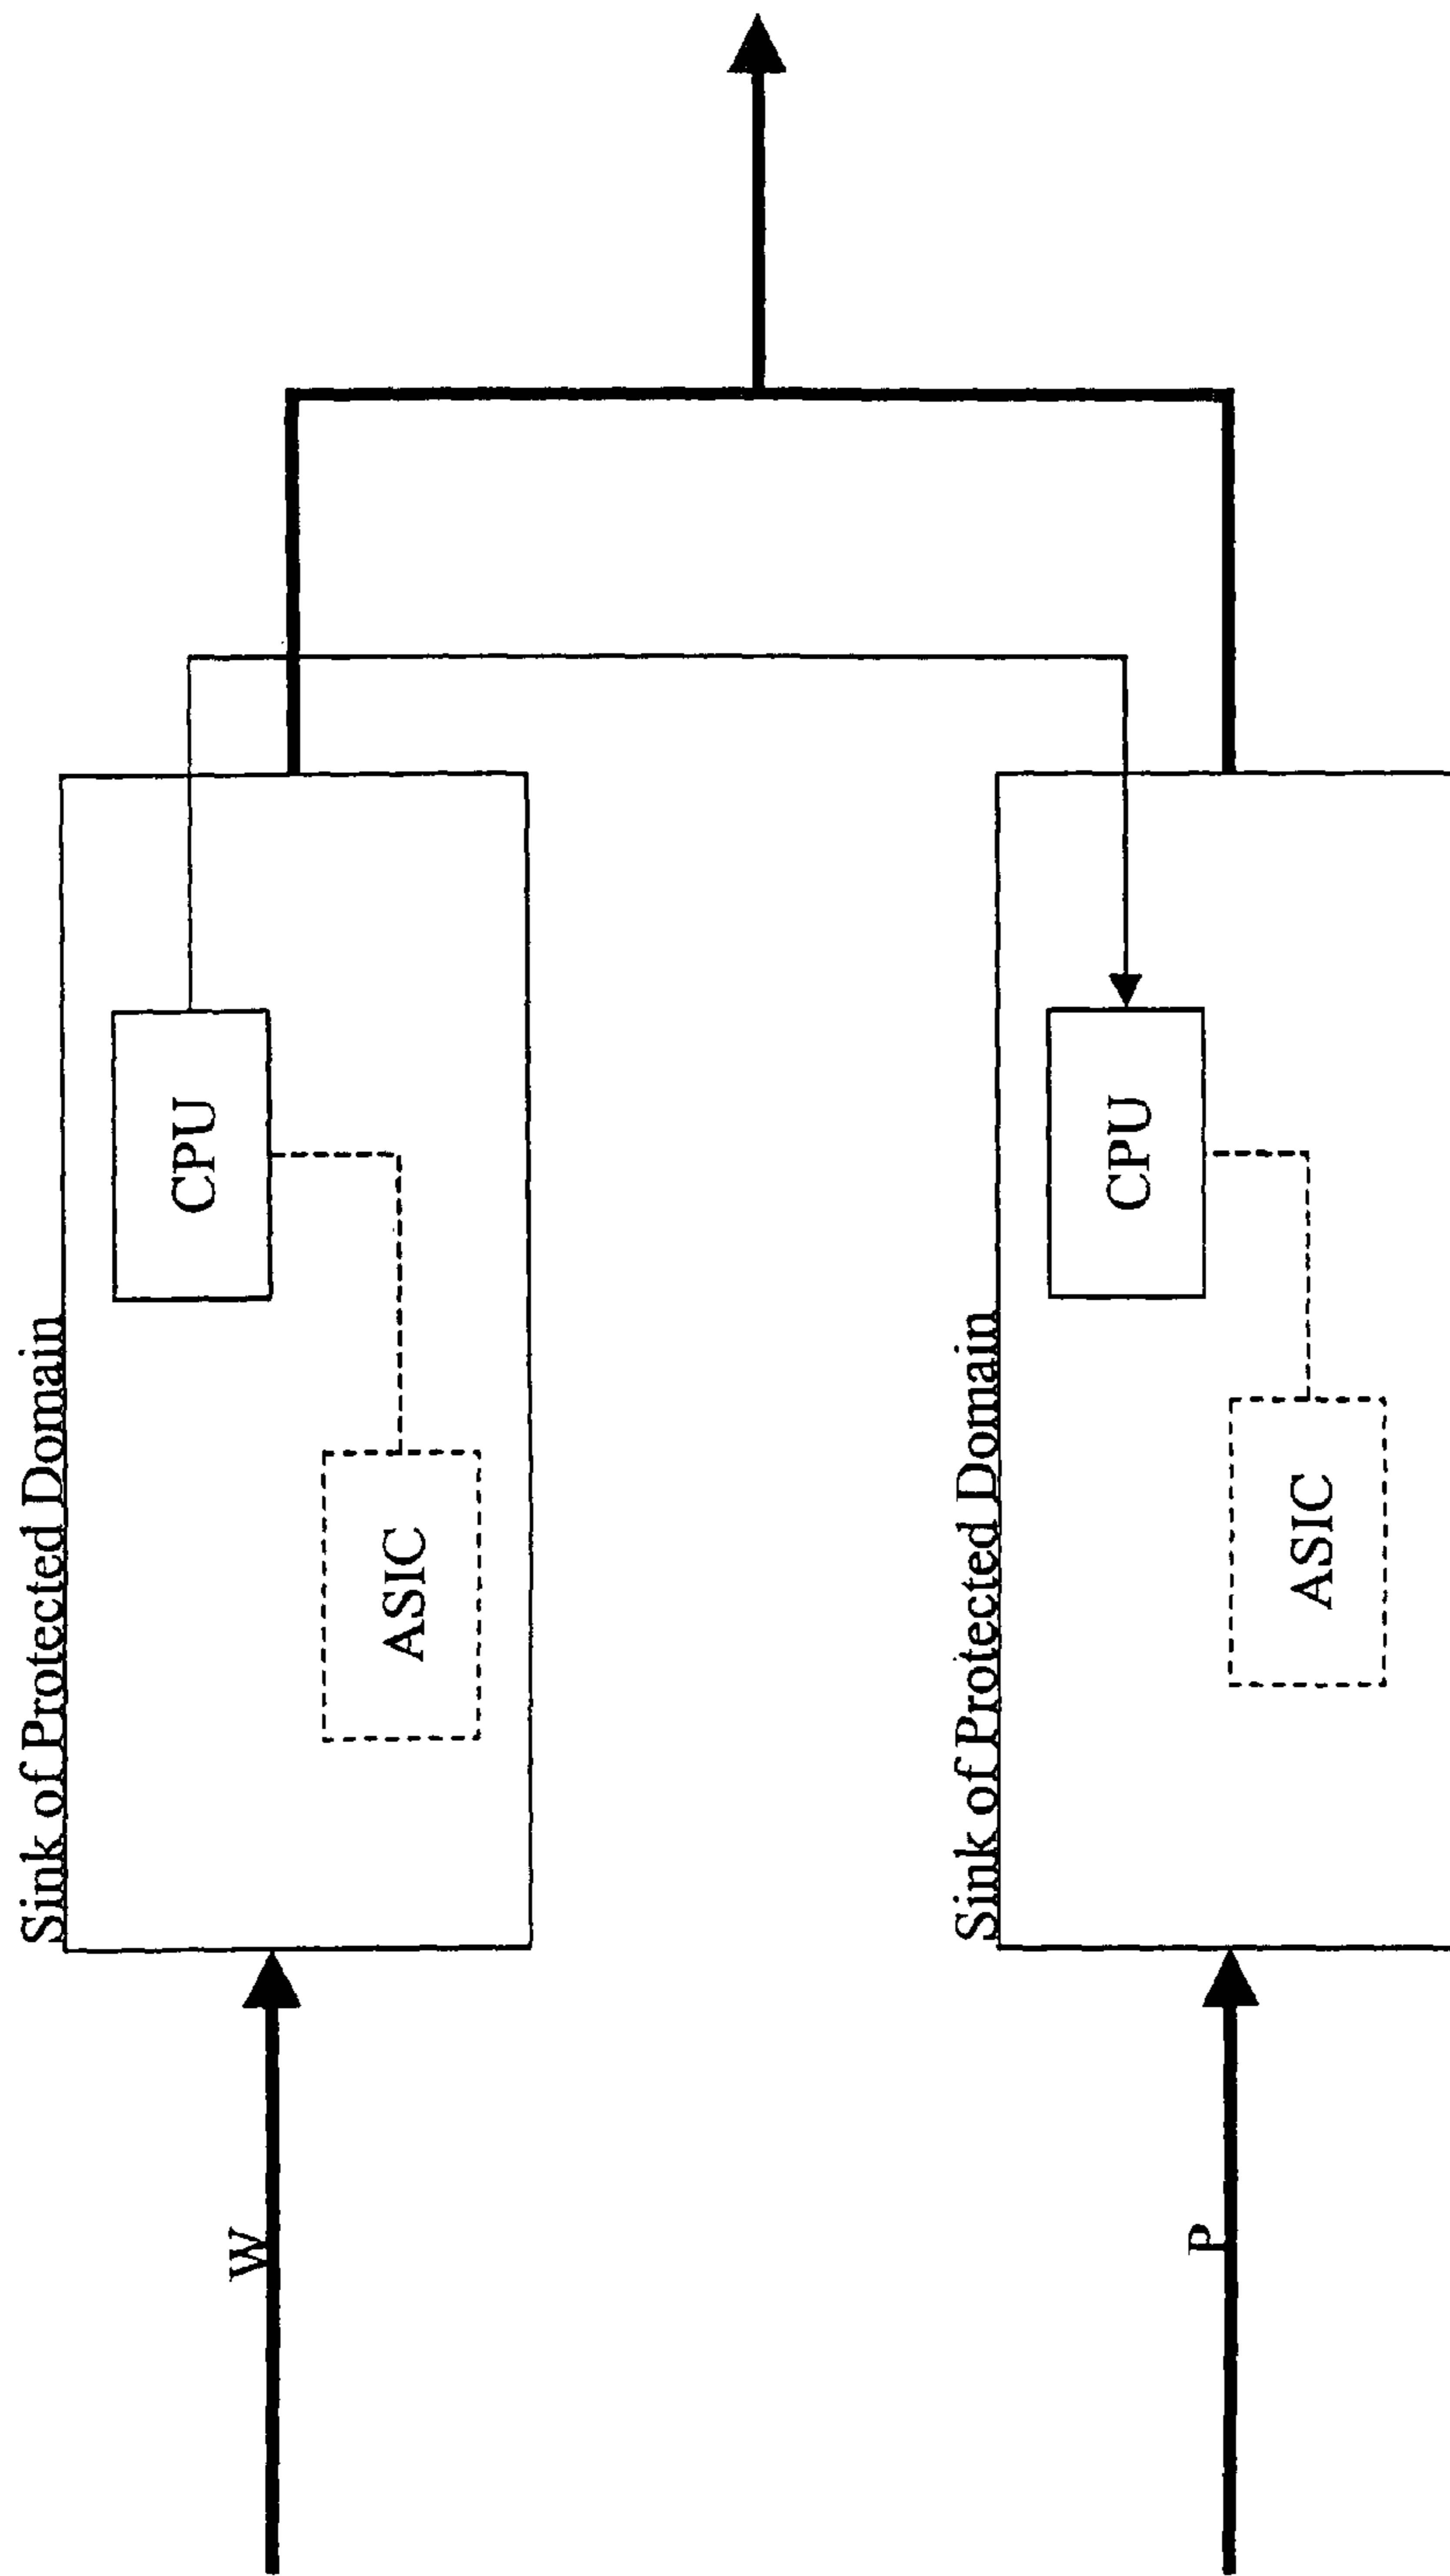 Sink of Protected Domain
W
ASIC
CPU
Sink of Protected Domain
P
ASIC
CPU